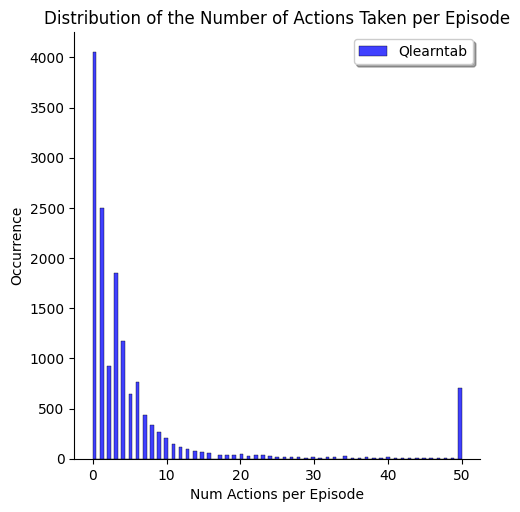 Distribution of the Number of Actions Taken per Episode
Qlearntab
4000
3500
3000
2500
2000
1500
1000
500
0
Occurrence
0 10 20 30 40 50
Num Actions per Episode